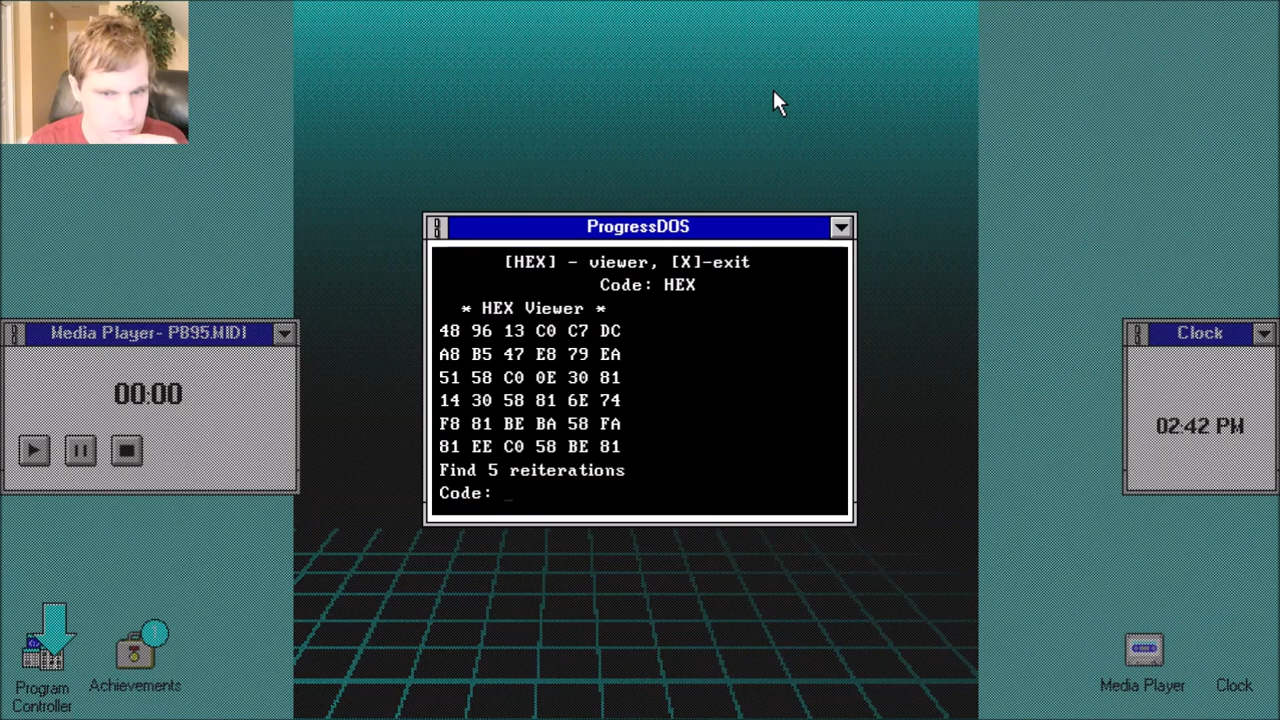 ProgressDOS
[HEX] - viewer, [X]-exit
Code: HEX
* HEX Viewer *
48 96 13 C0 C7 DC
A8 B5 47 E8 79 EA
51 58 C0 0E 30 81
14 30 58 81 6E 74
F8 81 BE BA 58 FA
81 EE C0 58 BE 81
Find 5 reiterations
Code: _
Media Player- PB95.MIDI
00:00
Clock
02:42 PM
Program
Controller
Achievements
Media Player
Clock